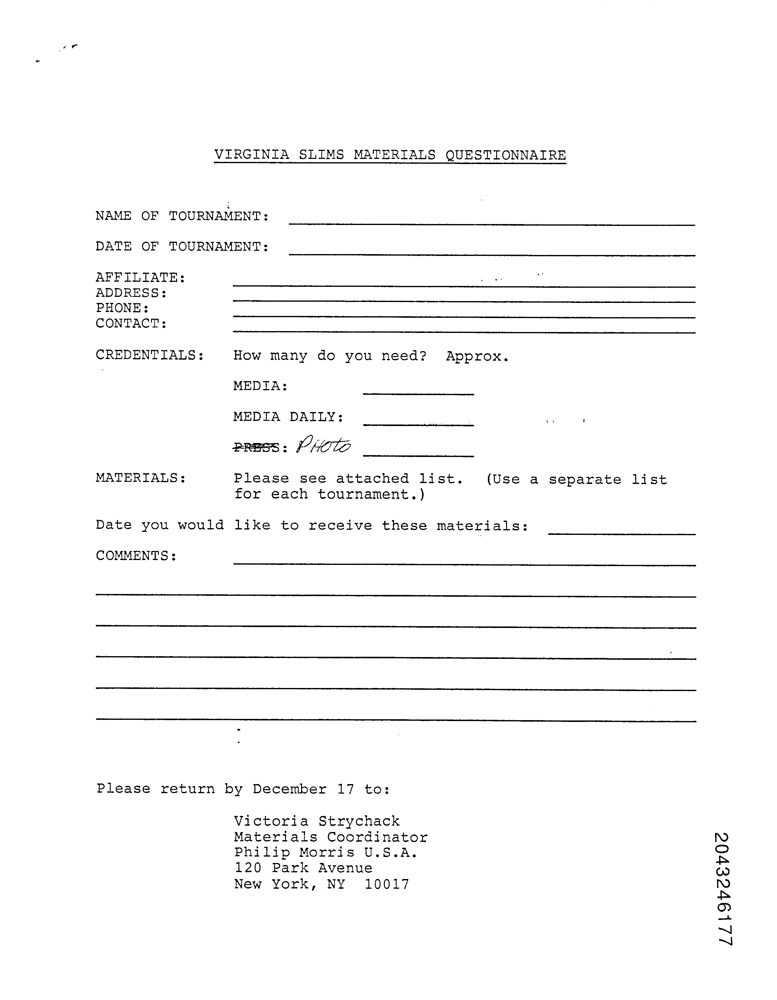 VIRGINIA SLIMS MATERIALS QUESTIONNAIRE
NAME OF TOURNAMENT:
DATE OF TOURNAMENT:
AFFILIATE:
ADDRESS:
PHONE:
CONTACT:
CREDENTIALS: How many do you need? Approx.
MEDIA:
MEDIA DAILY:
PRESS: PHOTO
MATERIALS: Please see attached list. (Use a separate list
for each tournament.)
Date you would like to receive these materials:
COMMENTS:
Please return by December 17 to:
Victoria Strychack
Materials Coordinator
Philip Morris U.S.A.
120 Park Avenue
New York, NY 10017
2043246177